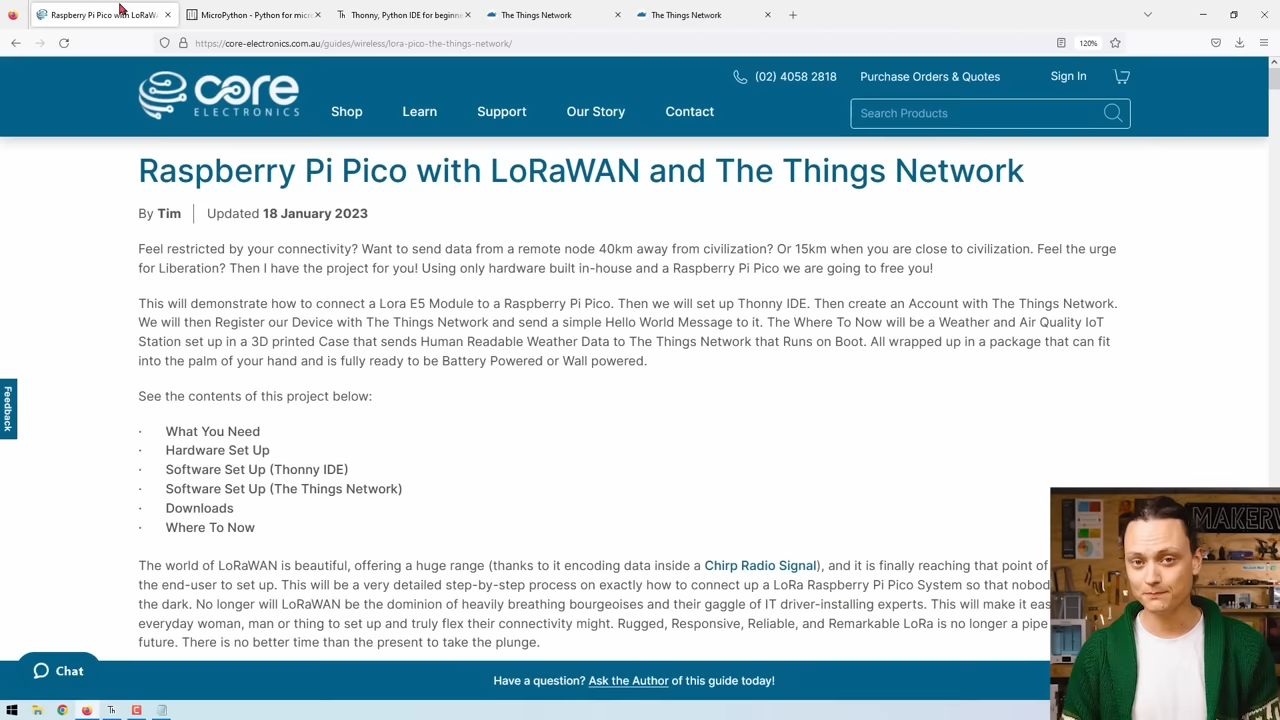 Raspberry Pi Pico with LoRaWA
MicroPython - Python for micro
Thonny, Python IDE for beginne
The Things Network
The Things Network
https://core-electronics.com.au/guides/wireless/lora-pico-the-things-network/
120%
core
ELECTRONICS
(02) 4058 2818
Purchase Orders & Quotes
Sign In
Shop
Learn
Support
Our Story
Contact
Search Products
Raspberry Pi Pico with LoRaWAN and The Things Network
By Tim
Updated 18 January 2023
Feel restricted by your connectivity? Want to send data from a remote node 40km away from civilization? Or 15km when you are close to civilization. Feel the urge
for Liberation? Then I have the project for you! Using only hardware built in-house and a Raspberry Pi Pico we are going to free you!
This will demonstrate how to connect a Lora E5 Module to a Raspberry Pi Pico. Then we will set up Thonny IDE. Then create an Account with The Things Network.
We will then Register our Device with The Things Network and send a simple Hello World Message to it. The Where To Now will be a Weather and Air Quality IoT
Station set up in a 3D printed Case that sends Human Readable Weather Data to The Things Network that Runs on Boot. All wrapped up in a package that can fit
into the palm of your hand and is fully ready to be Battery Powered or Wall powered.
See the contents of this project below:
· What You Need
· Hardware Set Up
· Software Set Up (Thonny IDE)
· Software Set Up (The Things Network)
· Downloads
· Where To Now
The world of LoRaWAN is beautiful, offering a huge range (thanks to it encoding data inside a Chirp Radio Signal), and it is finally reaching that point of
the end-user to set up. This will be a very detailed step-by-step process on exactly how to connect up a LoRa Raspberry Pi Pico System so that nobod
the dark. No longer will LoRaWAN be the dominion of heavily breathing bourgeoises and their gaggle of IT driver-installing experts. This will make it eas
everyday woman, man or thing to set up and truly flex their connectivity might. Rugged, Responsive, Reliable, and Remarkable LoRa is no longer a pipe
future. There is no better time than the present to take the plunge.
Feedback
Chat
Have a question? Ask the Author of this guide today!
MAKER